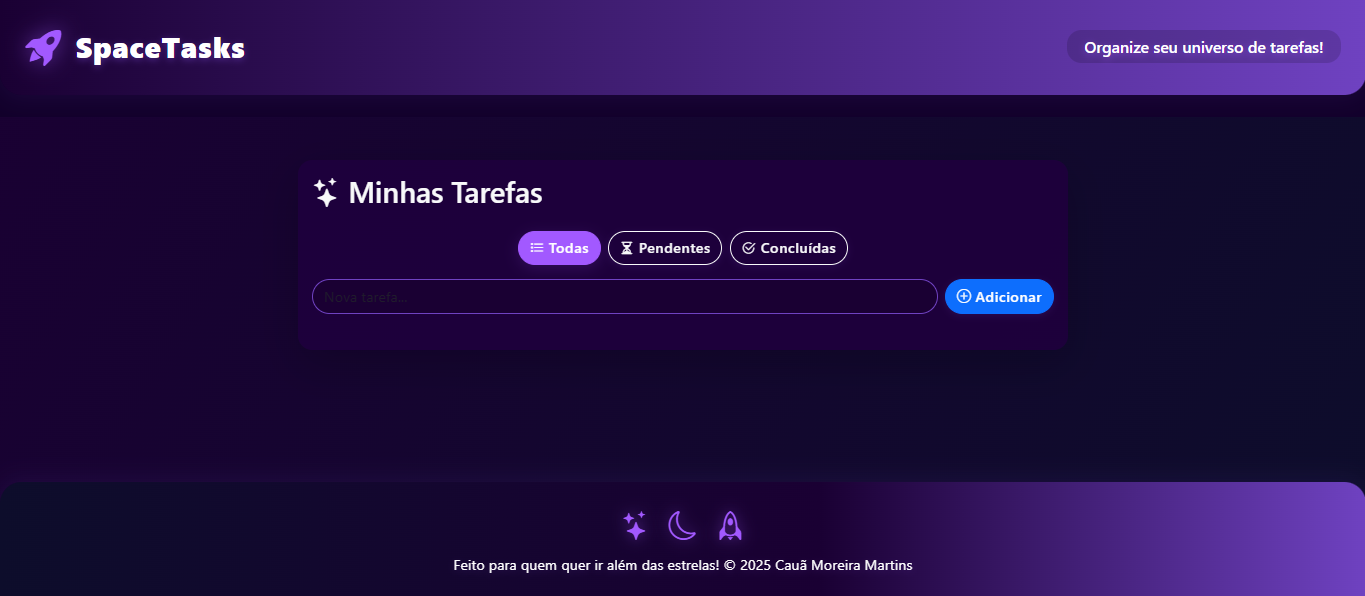 SpaceTasks
Organize seu universo de tarefas!
Minhas Tarefas
Todas
Pendentes
Concluídas
Nova tarefa...
Adicionar
Feito para quem quer ir além das estrelas! © 2025 Cauã Moreira Martins